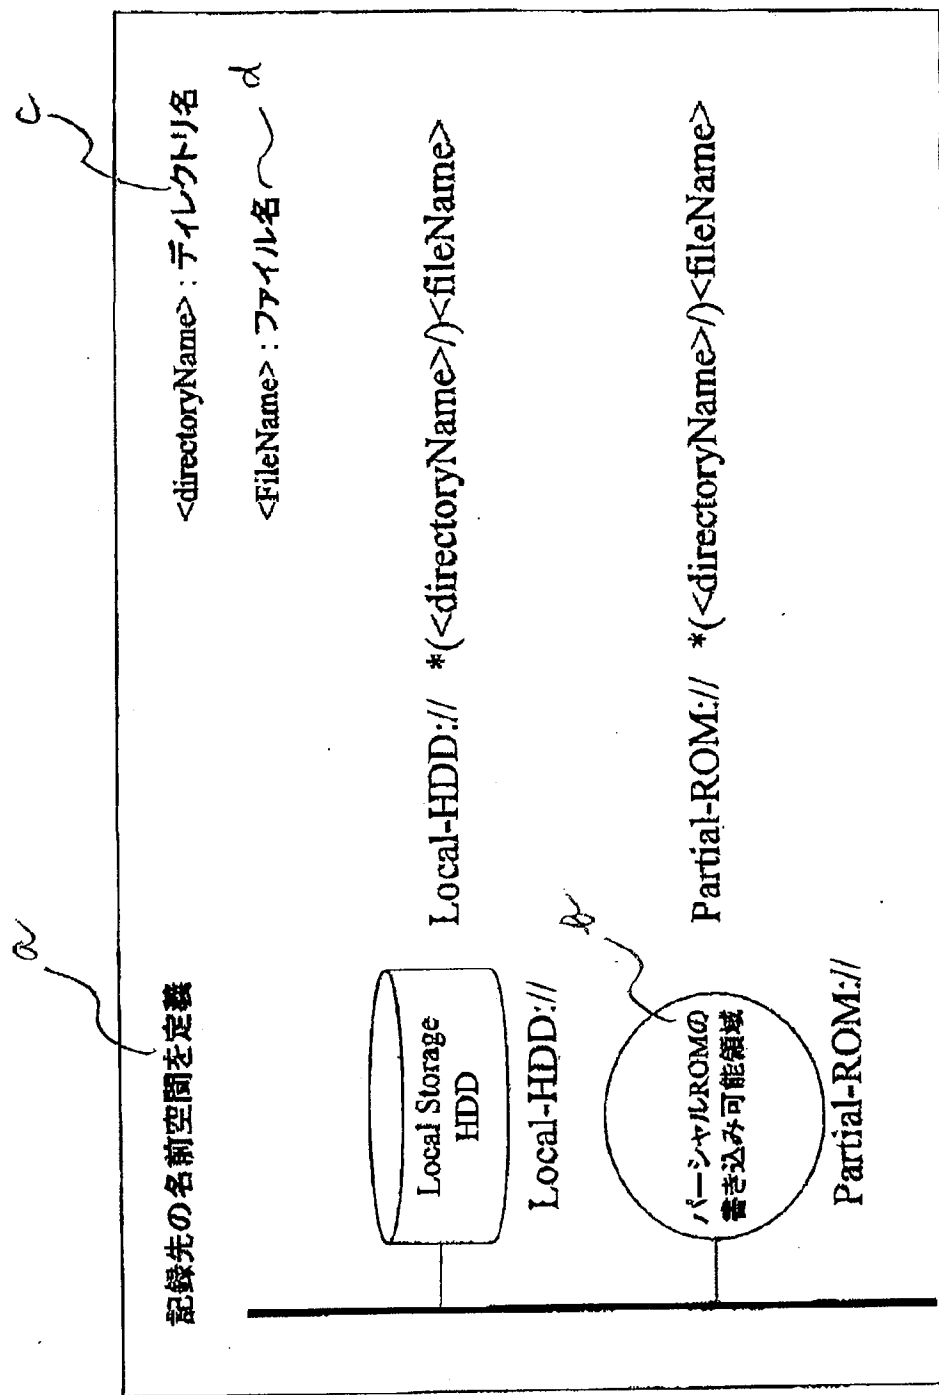 a
c
記録先の名前空間を定義
<directoryName> : ディレクトリ名
<FileName> : ファイル名
d
Local Storage
HDD
Local-HDD:// *(<directoryName>/)<fileName>
Local-HDD://
b
パーシャルROMの
書き込み可能領域
Partial-ROM:// *(<directoryName>/)<fileName>
Partial-ROM://